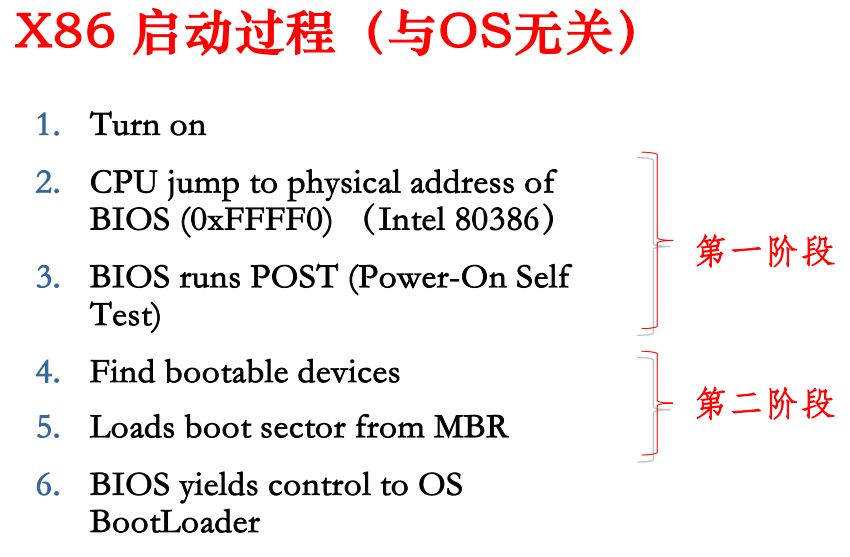 X86 启动过程（与OS无关）
1. Turn on
2. CPU jump to physical address of
BIOS (0xFFFF0) （Intel 80386）
3. BIOS runs POST (Power-On Self
Test)
第一阶段
4. Find bootable devices
5. Loads boot sector from MBR
第二阶段
6. BIOS yields control to OS
BootLoader